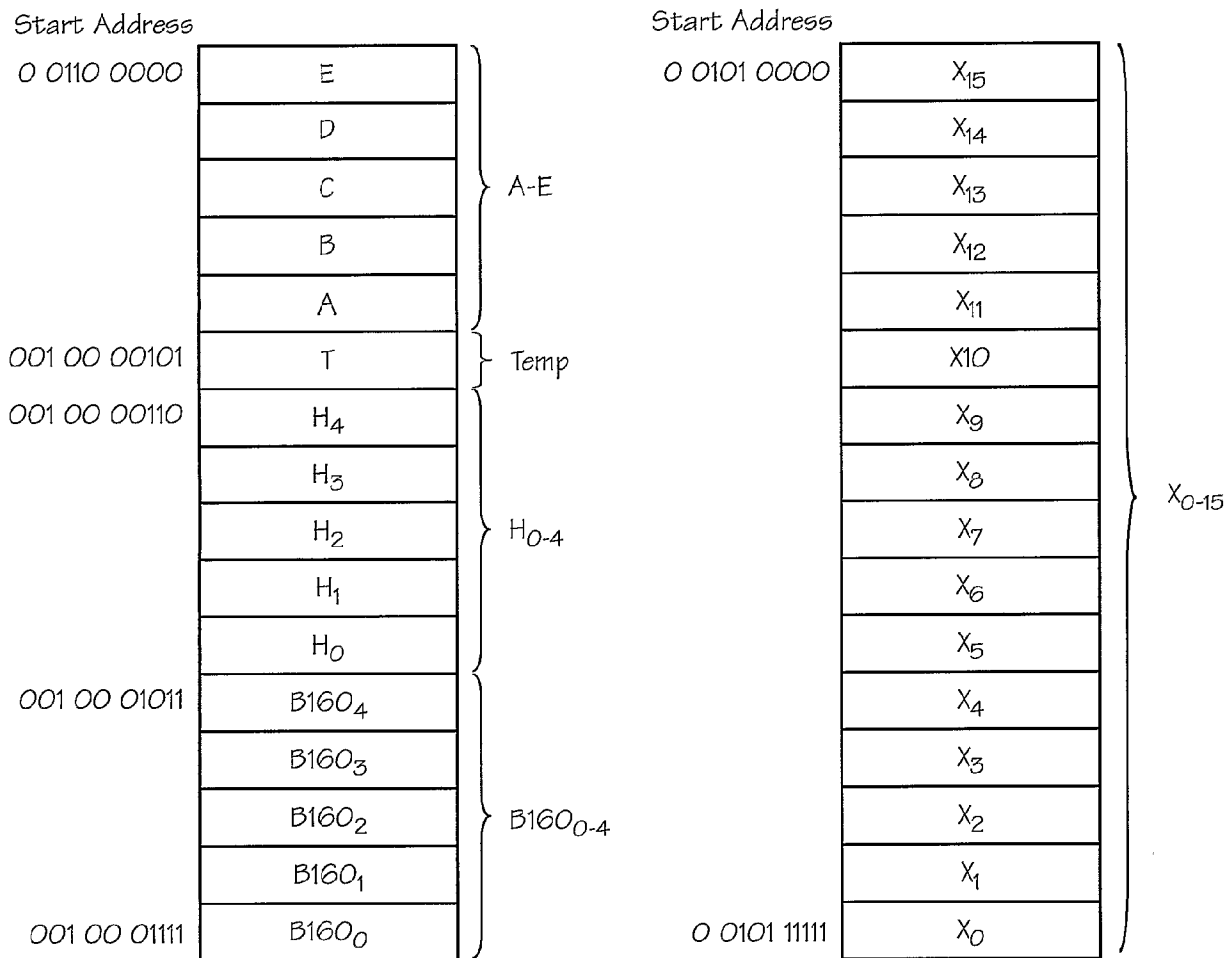 Start Address
0 0110 0000
E
D
C
B
A
A-E
001 00 00101
T
Temp
001 00 00110
H4
H3
H2
H1
H0
H0-4
001 00 01011
B1604
B1603
B1602
B1601
001 00 01111
B1600
B1600-4
Start Address
0 0101 0000
X15
X14
X13
X12
X11
X10
X9
X8
X7
X6
X5
X4
X3
X2
X1
0 0101 11111
X0
X0-15